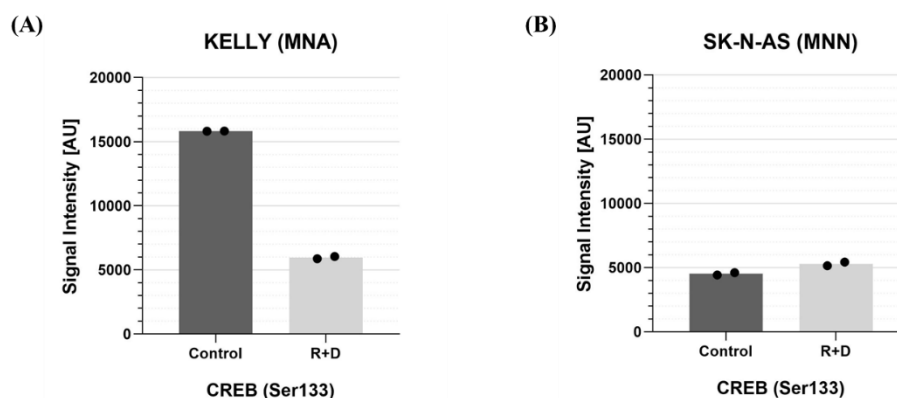 (A)
KELLY (MNA)
Signal Intensity [AU]
20000
15000
10000
5000
0
Control R+D
CREB (Ser133)
(B)
SK-N-AS (MNN)
Signal Intensity [AU]
20000
15000
10000
5000
0
Control R+D
CREB (Ser133)